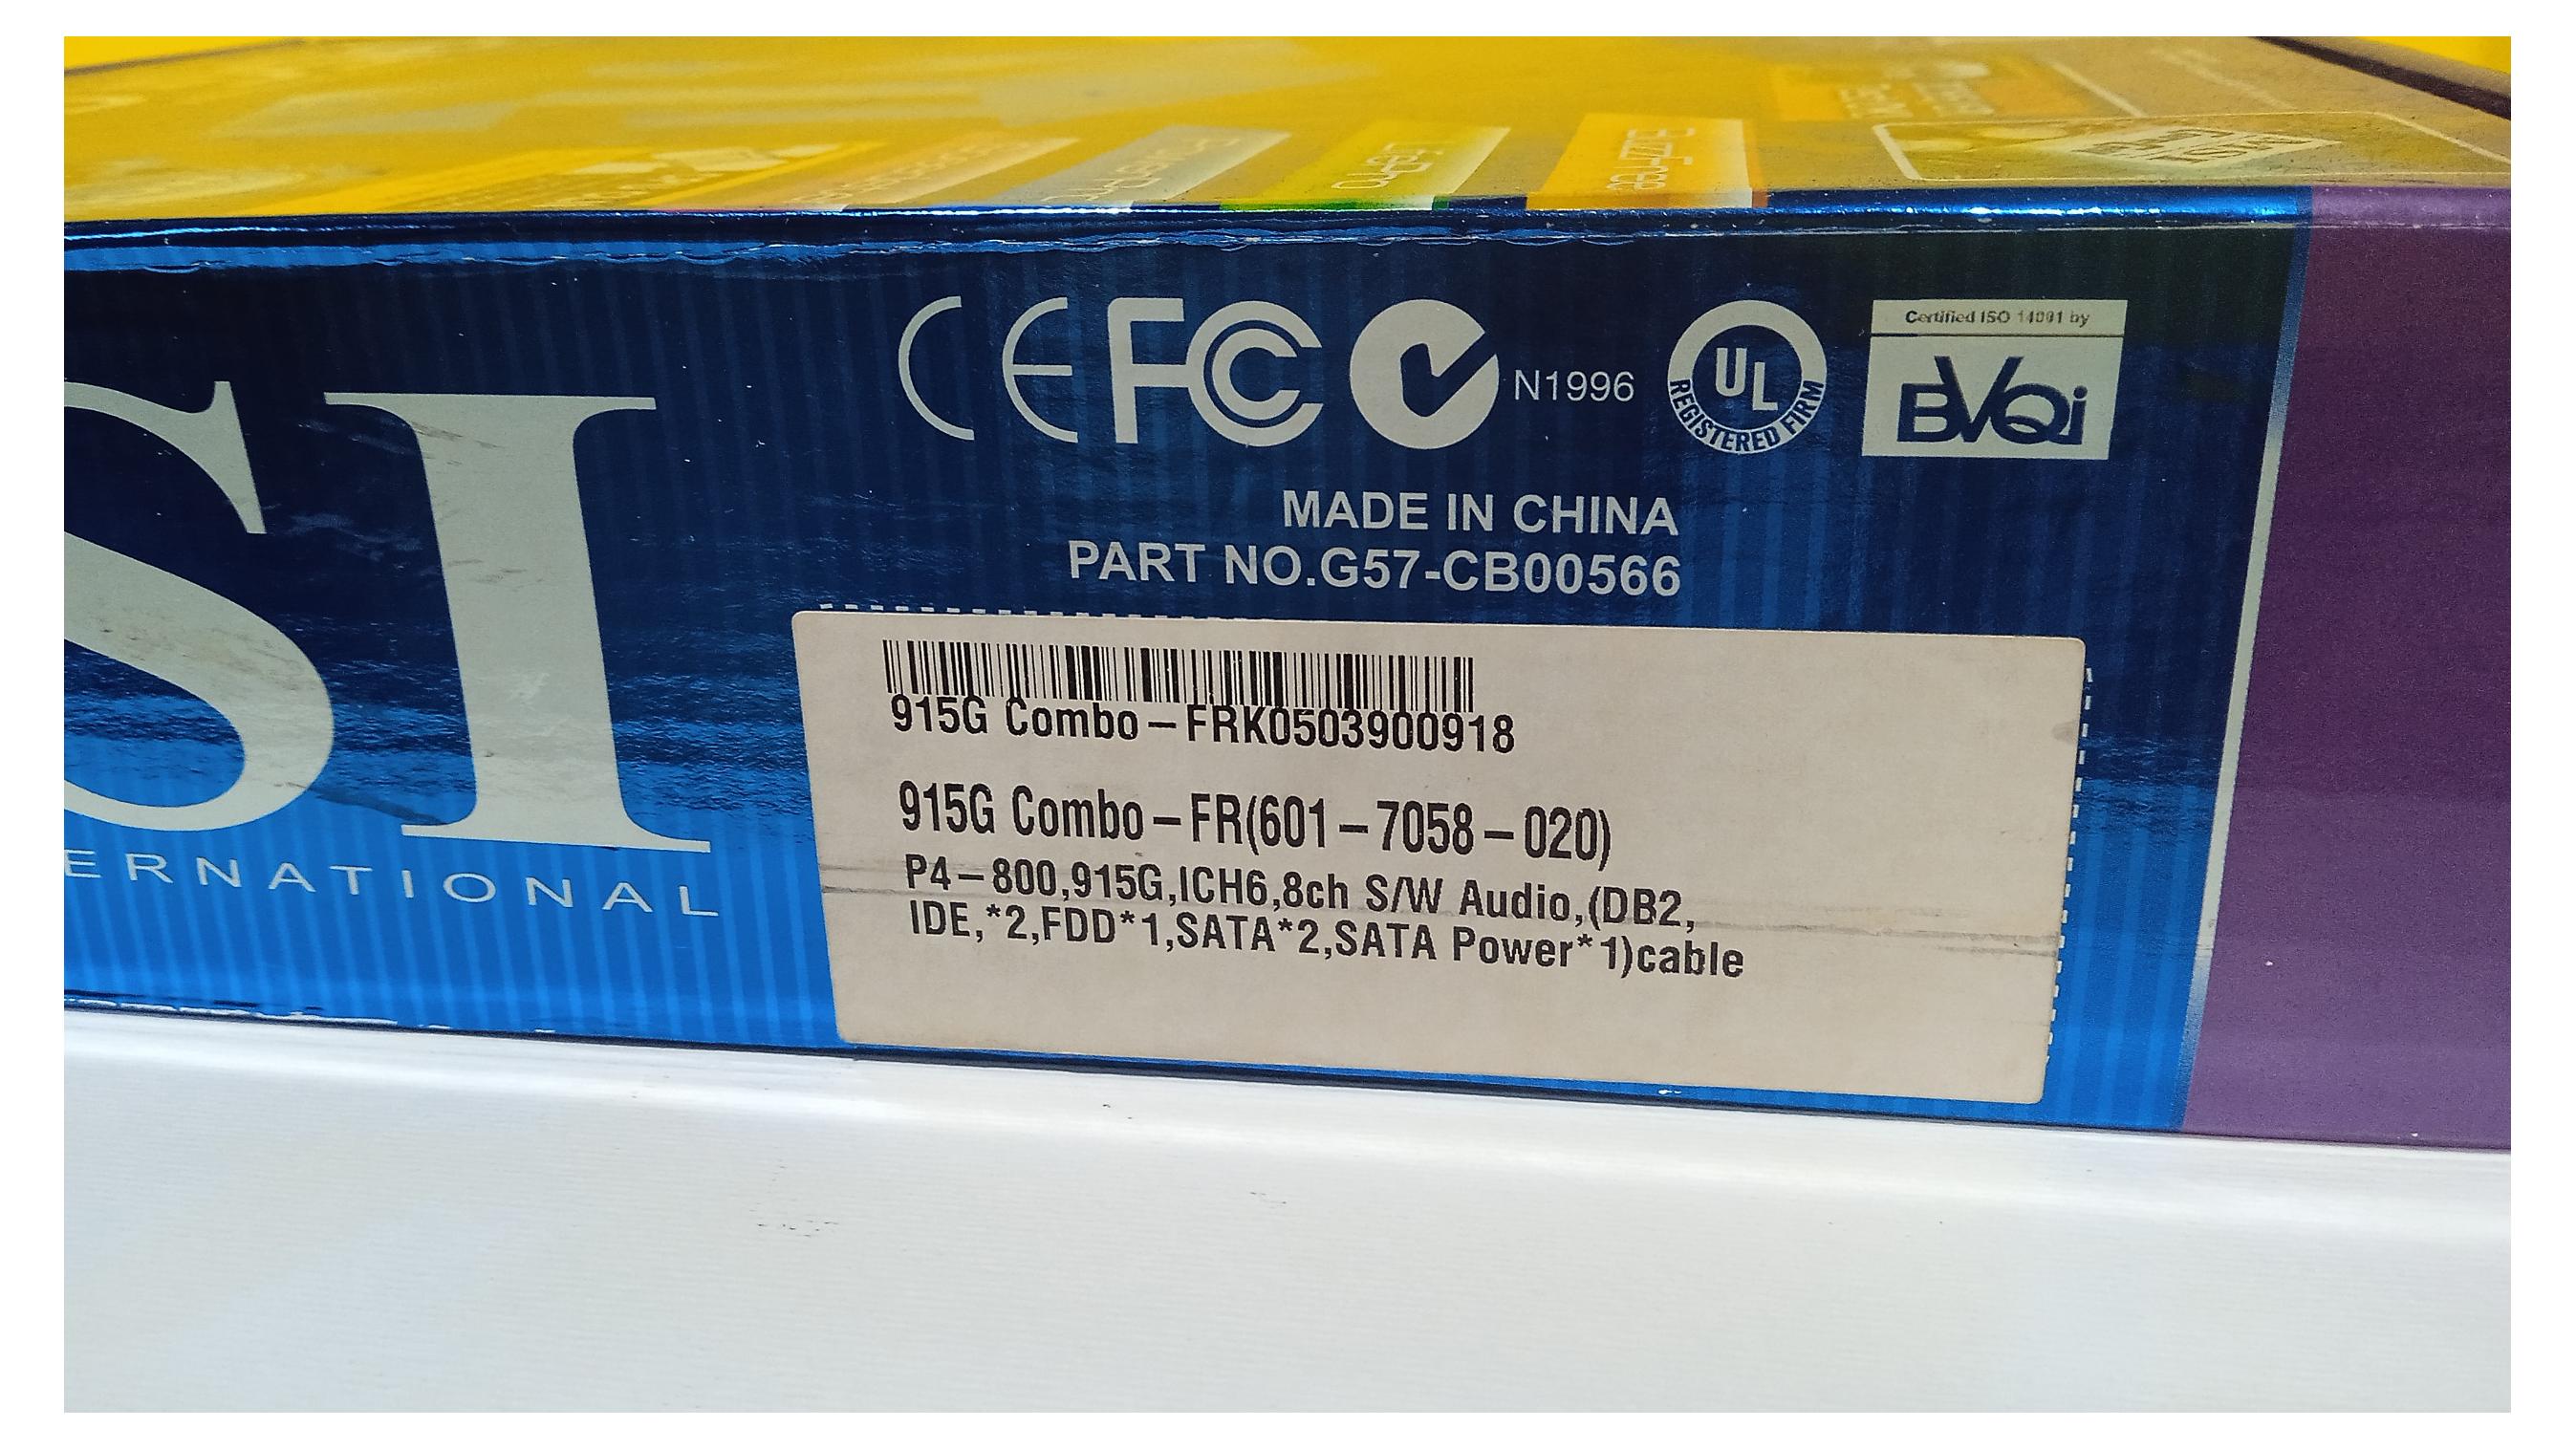 SI
ERNATIONAL
CE FC N1996
UL
REGISTERED FIRM
Certified ISO 14001 by
BVQi
MADE IN CHINA
PART NO.G57-CB00566
915G Combo-FRK0503900918
915G Combo-FR(601-7058-020)
P4-800,915G,ICH6,8ch S/W Audio,(DB2,
IDE,*2,FDD*1,SATA*2,SATA Power*1)cable